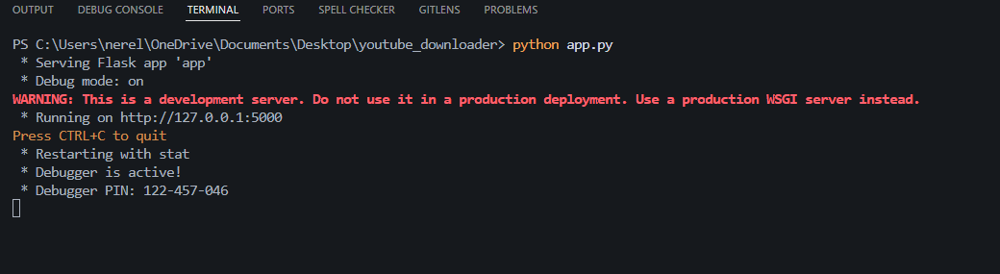 OUTPUT DEBUG CONSOLE TERMINAL PORTS SPELL CHECKER GITLENS PROBLEMS
PS C:\Users\nerel\OneDrive\Documents\Desktop\youtube_downloader> python app.py
 * Serving Flask app 'app'
 * Debug mode: on
WARNING: This is a development server. Do not use it in a production deployment. Use a production WSGI server instead.
 * Running on http://127.0.0.1:5000
Press CTRL+C to quit
 * Restarting with stat
 * Debugger is active!
 * Debugger PIN: 122-457-046